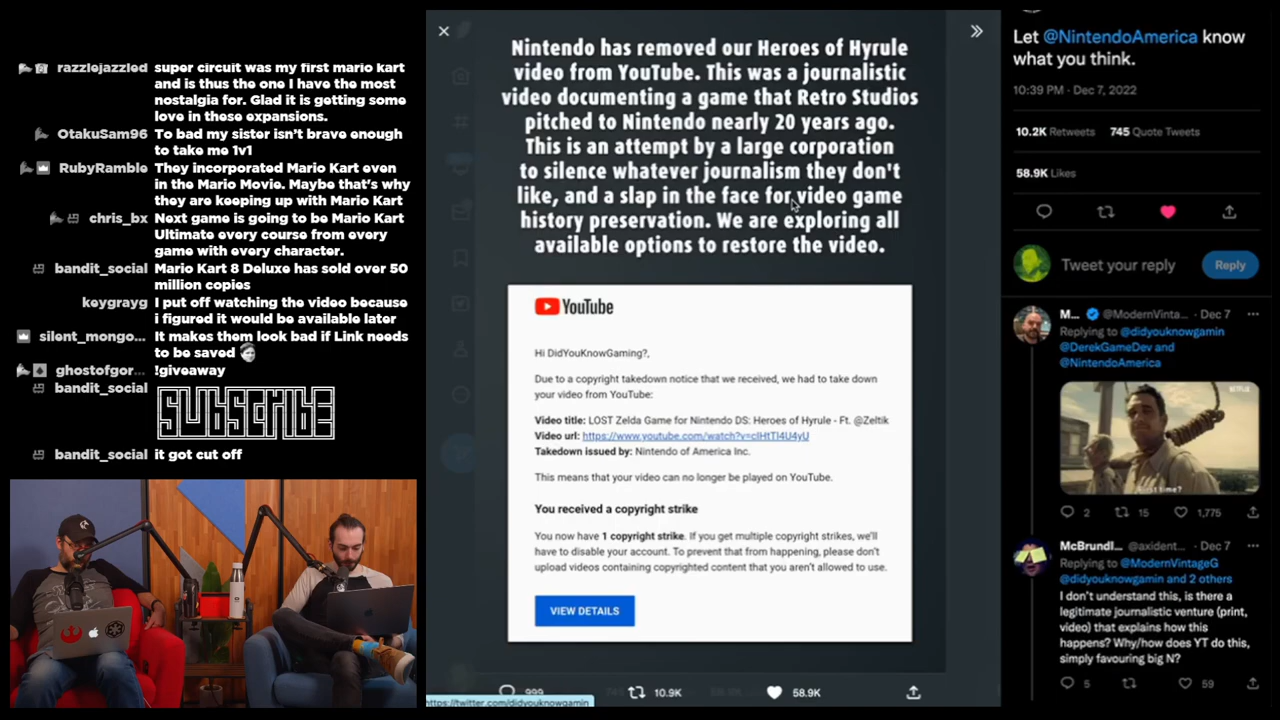 razzlejazzled super circuit was my first mario kart
and is thus the one I have the most
nostalgia for. Glad it is getting some
love in these expansions.
OtakuSam96 To bad my sister isn't brave enough
to take me 1v1
RubyRamble They incorporated Mario Kart even
in the Mario Movie. Maybe that's why
they are keeping up with Mario Kart
chris_bx Next game is going to be Mario Kart
Ultimate every course from every
game with every character.
bandit_social Mario Kart 8 Deluxe has sold over 50
million copies
keygrayg I put off watching the video because
i figured it would be available later
silent_mongo... It makes them look bad if Link needs
to be saved
ghostofgor... !giveaway
bandit_social
SUBSCRIBE
bandit_social it got cut off
Nintendo has removed our Heroes of Hyrule
video from YouTube. This was a journalistic
video documenting a game that Retro Studios
pitched to Nintendo nearly 20 years ago.
This is an attempt by a large corporation
to silence whatever journalism they don't
like, and a slap in the face for video game
history preservation. We are exploring all
available options to restore the video.
YouTube
Hi DidYouKnowGaming?,
Due to a copyright takedown notice that we received, we had to take down
your video from YouTube:
Video title: LOST Zelda Game for Nintendo DS: Heroes of Hyrule - Ft. @Zeltik
Video url: https://www.youtube.com/watch?v=cIHtTl4U4yU
Takedown issued by: Nintendo of America Inc.
This means that your video can no longer be played on YouTube.
You received a copyright strike
You now have 1 copyright strike. If you get multiple copyright strikes, we'll
have to disable your account. To prevent that from happening, please don't
upload videos containing copyrighted content that you aren't allowed to use.
VIEW DETAILS
999 10.9K 58.9K
https://twitter.com/didyouknowgamin
Let @NintendoAmerica know
what you think.
10:39 PM · Dec 7, 2022
10.2K Retweets 745 Quote Tweets
58.9K Likes
Tweet your reply Reply
M... @ModernVinta... · Dec 7
Replying to @didyouknowgamin
@DerekGameDev and
@NintendoAmerica
NETFLIX
First time?
2 15 1,775
McBrundl... @axident... · Dec 7
Replying to @ModernVintageG
@didyouknowgamin and 2 others
I don't understand this, is there a
legitimate journalistic venture (print,
video) that explains how this
happens? Why/how does YT do this,
simply favouring big N?
5 59